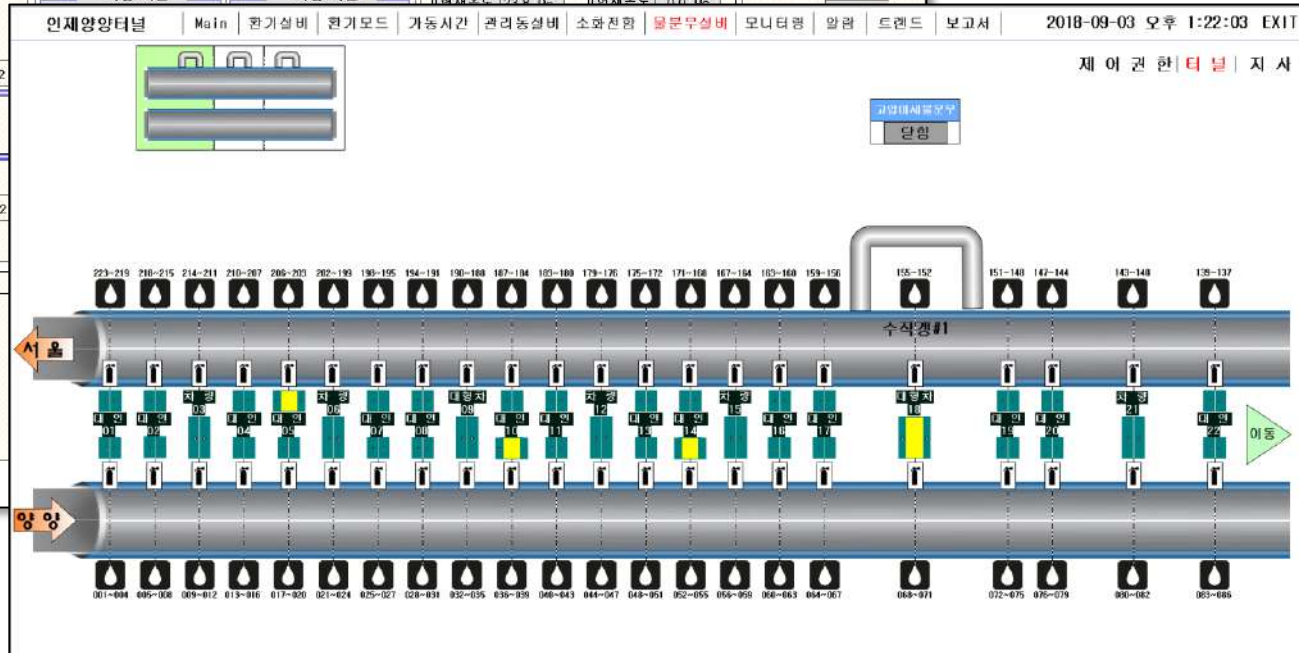 인제양양터널 Main 환기설비 환기모드 가동시간 관리동설비 소화전함 물분무설비 모니터링 알람 트렌드 보고서 2018-09-03 오후 1:22:03 EXIT
제 어 권 한 터 널 지 사
고압미세물분무
닫힘
223~219 218~215 214~211 210~207 206~203 202~199 198~195 194~191 190~188 187~184 183~180 179~176 175~172 171~168 167~164 163~160 159~156 155~152 151~148 147~144 143~140 139~137
수직갱#1
서 울
차 량 차 량 대형차 차 량 차 량 대형차 차 량
03 06 09 12 15 18 21
대 인 대 인 대 인 대 인 대 인 대 인 대 인 대 인 대 인 대 인 대 인 대 인 대 인 대 인 대 인
01 02 04 05 07 08 10 11 13 14 16 17 19 20 22
이동
양 양
001~004 005~008 009~012 013~016 017~020 021~024 025~027 028~031 032~035 036~039 040~043 044~047 048~051 052~055 056~059 060~063 064~067 068~071 072~075 076~079 080~082 083~086